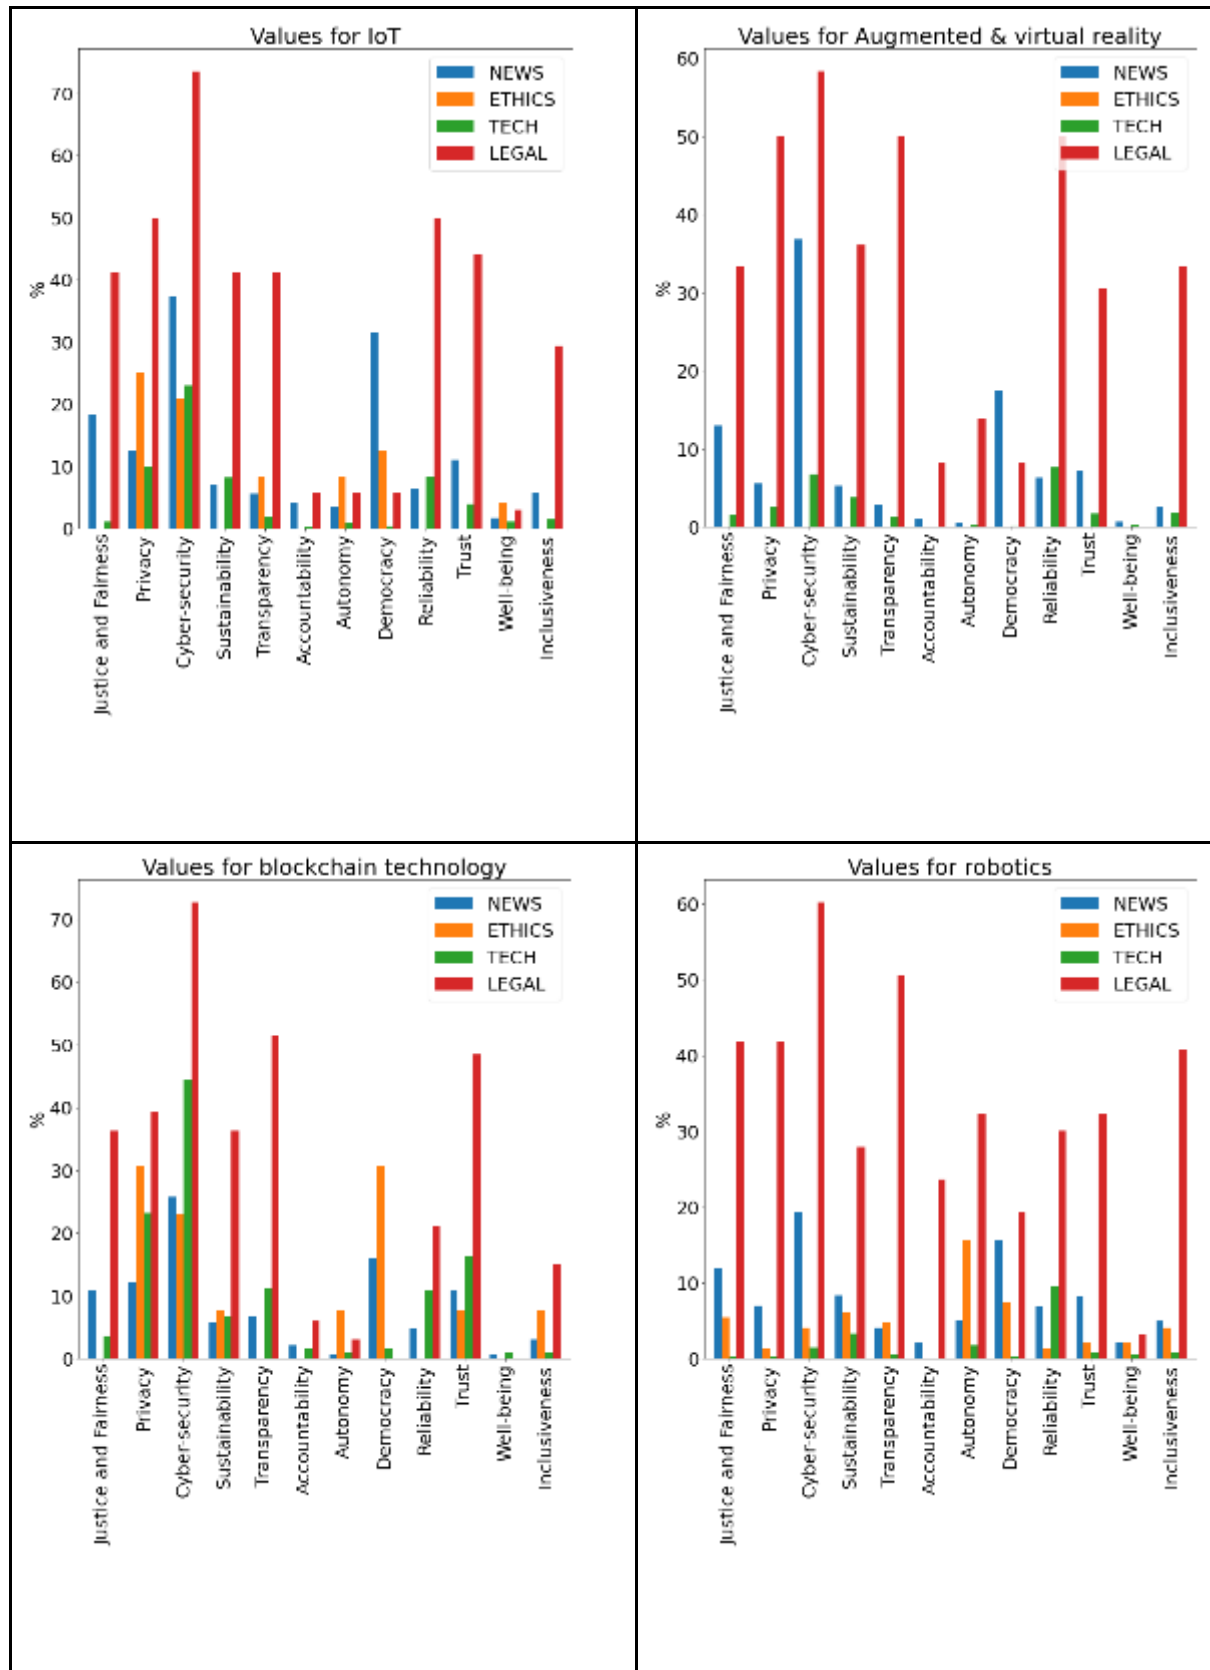 Values for IoT
NEWS
ETHICS
TECH
LEGAL
%
70
60
50
40
30
20
10
0
Justice and Fairness
Privacy
Cyber-security
Sustainability
Transparency
Accountability
Autonomy
Democracy
Reliability
Trust
Well-being
Inclusiveness
Values for Augmented & virtual reality
NEWS
ETHICS
TECH
LEGAL
%
60
50
40
30
20
10
0
Justice and Fairness
Privacy
Cyber-security
Sustainability
Transparency
Accountability
Autonomy
Democracy
Reliability
Trust
Well-being
Inclusiveness
Values for blockchain technology
NEWS
ETHICS
TECH
LEGAL
%
70
60
50
40
30
20
10
0
Justice and Fairness
Privacy
Cyber-security
Sustainability
Transparency
Accountability
Autonomy
Democracy
Reliability
Trust
Well-being
Inclusiveness
Values for robotics
NEWS
ETHICS
TECH
LEGAL
%
60
50
40
30
20
10
0
Justice and Fairness
Privacy
Cyber-security
Sustainability
Transparency
Accountability
Autonomy
Democracy
Reliability
Trust
Well-being
Inclusiveness